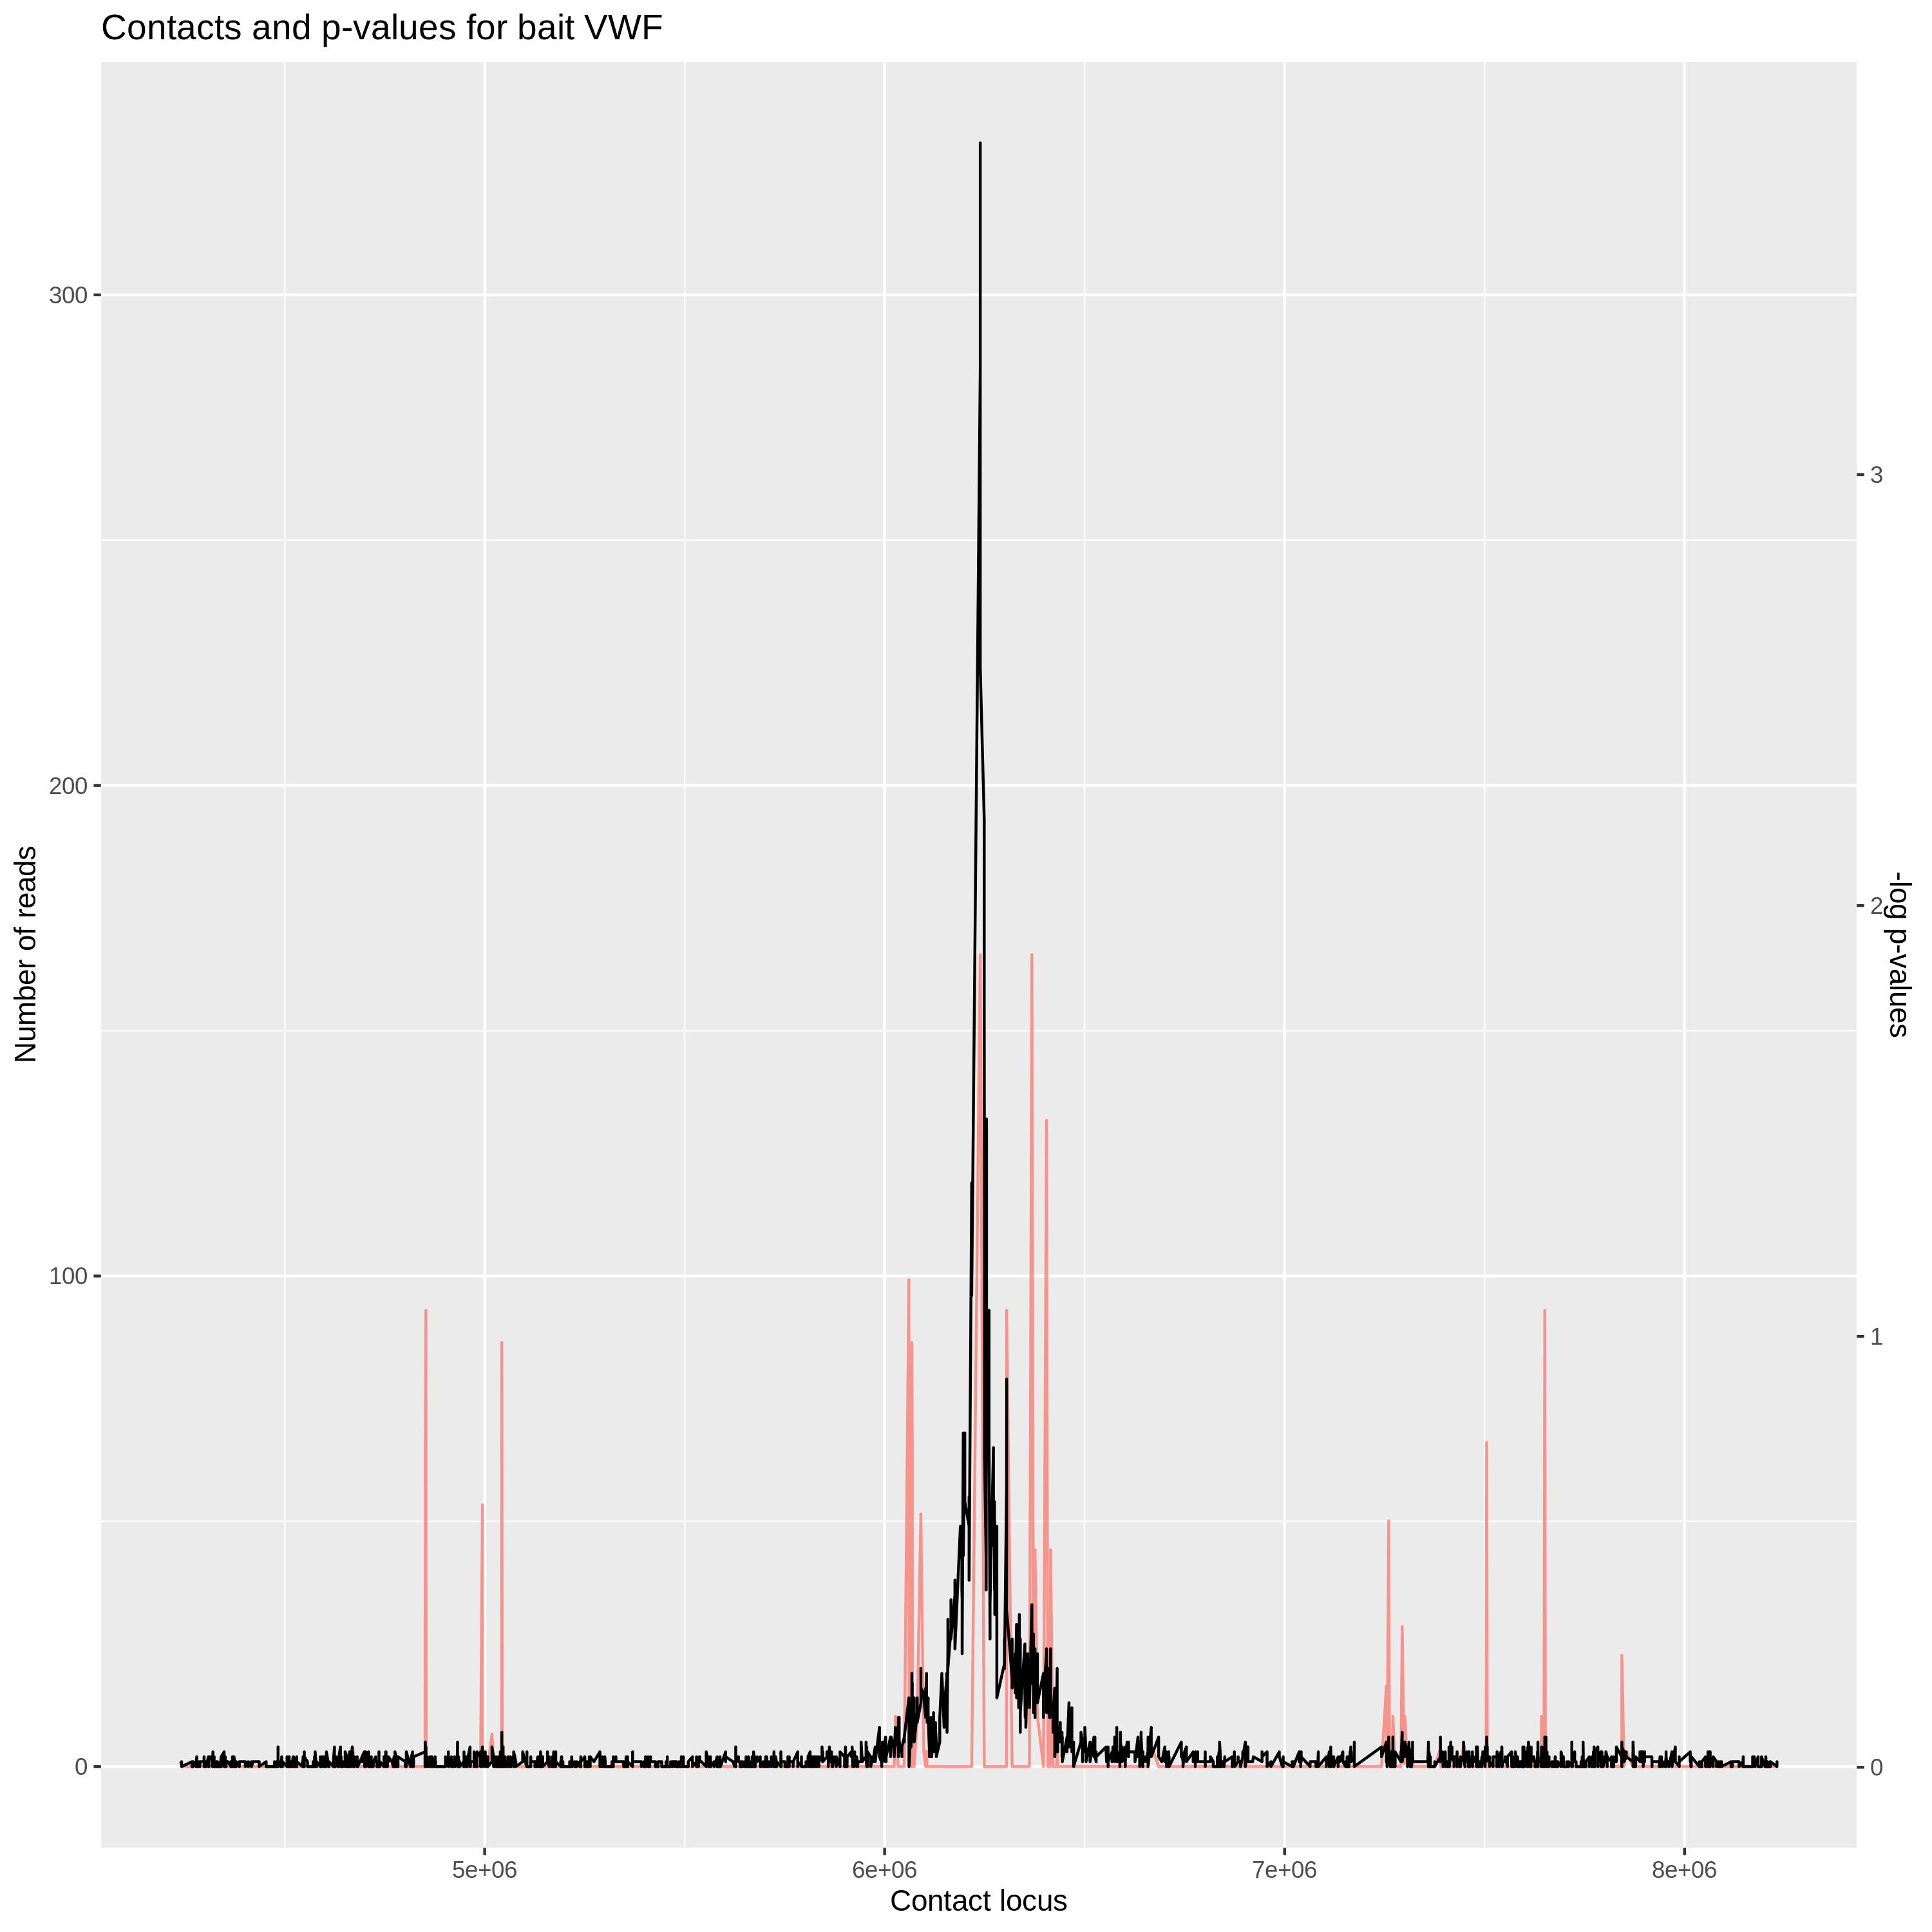 Contacts and p-values for bait VWF
Number of reads
300
200
100
0
3
2
1
0
-log p-values
5e+06
6e+06
7e+06
8e+06
Contact locus